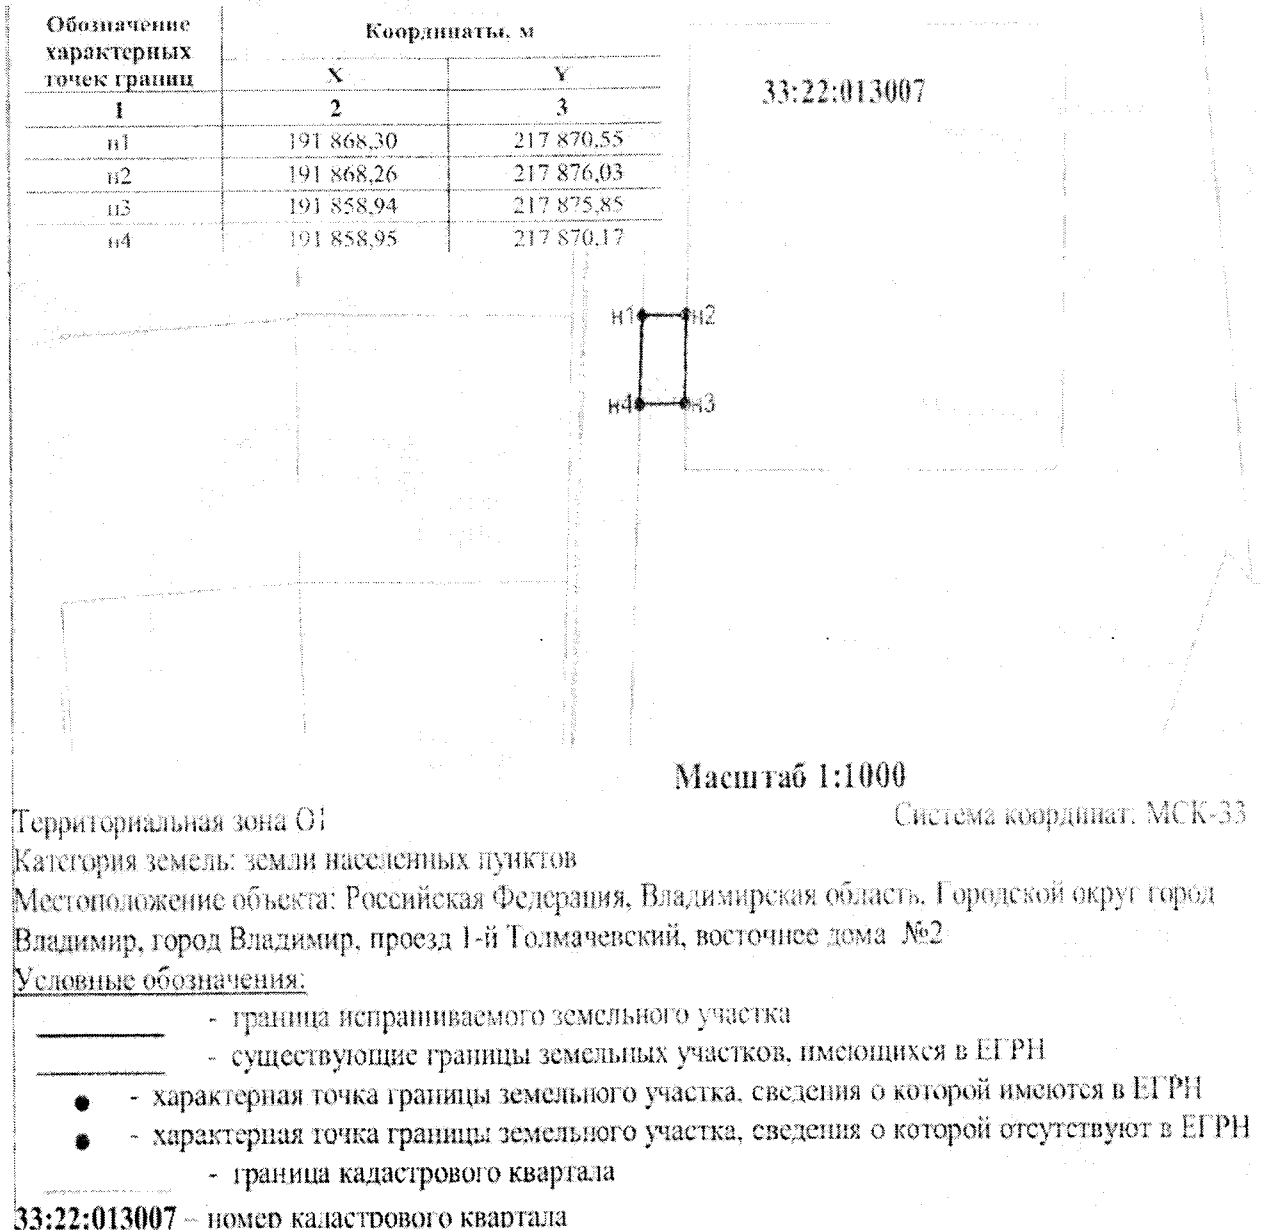 Обозначение характерных точек границ Координаты, м
X Y
1 2 3
н1 191 868,30 217 870,55
н2 191 868,26 217 876,03
н3 191 858,94 217 875,85
н4 191 858,95 217 870,17
33:22:013007
н1 н2
н4 н3
Масштаб 1:1000
Территориальная зона О1 Система координат: МСК-33
Категория земель: земли населенных пунктов
Местоположение объекта: Российская Федерация, Владимирская область, Городской округ город
Владимир, город Владимир, проезд 1-й Толмачевский, восточнее дома №2
Условные обозначения:
- граница испрашиваемого земельного участка
- существующие границы земельных участков, имеющихся в ЕГРН
- характерная точка границы земельного участка, сведения о которой имеются в ЕГРН
- характерная точка границы земельного участка, сведения о которой отсутствуют в ЕГРН
- граница кадастрового квартала
33:22:013007 – номер кадастрового квартала